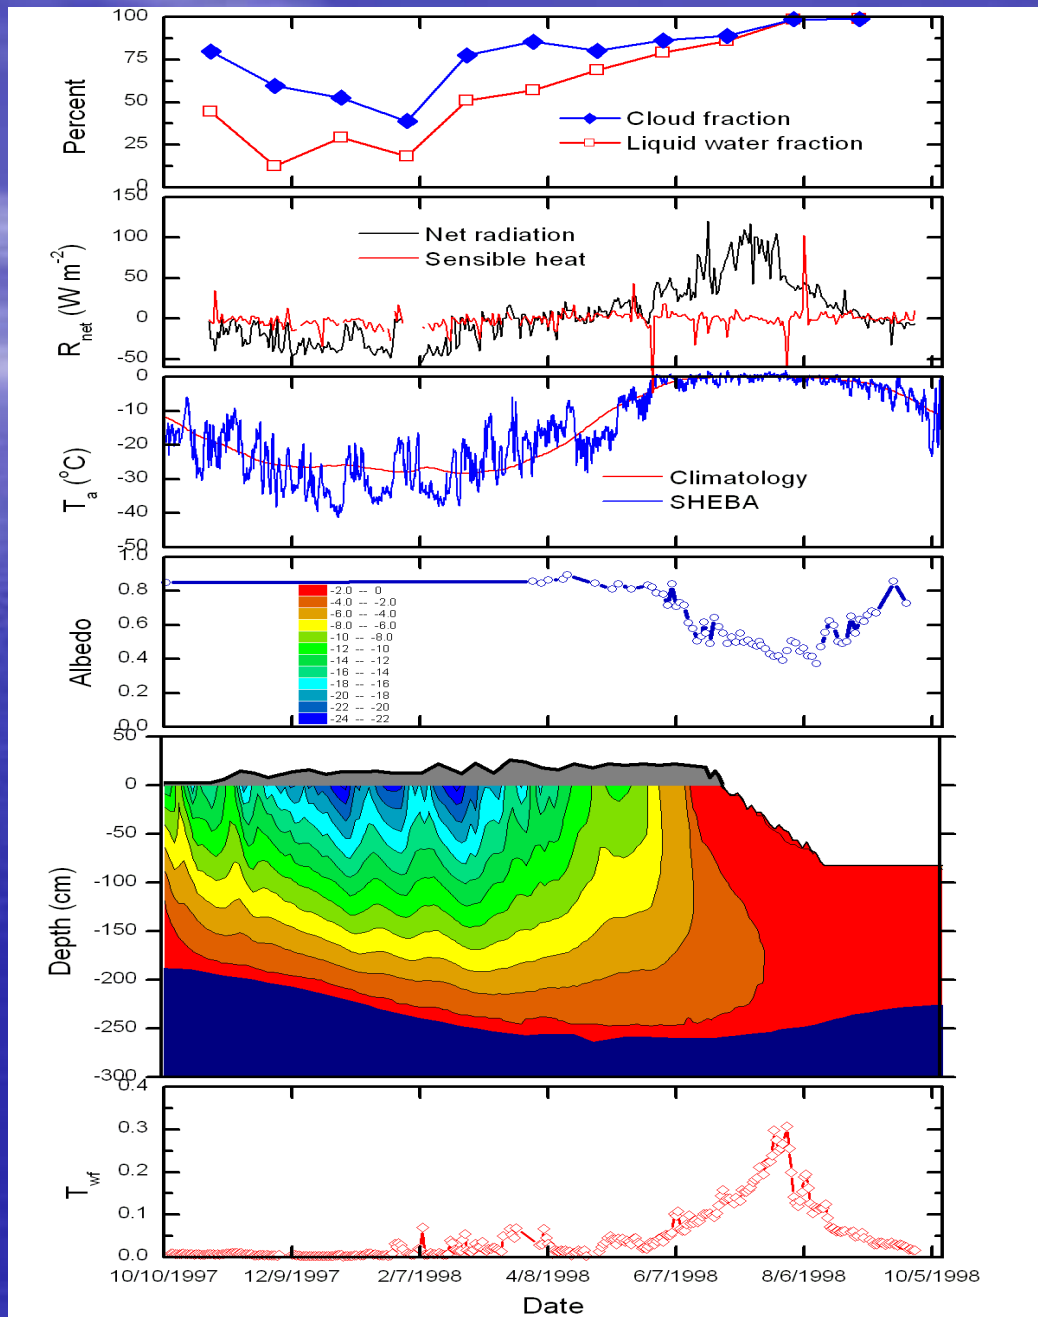 100
75
50
25
0
Percent
Cloud fraction
Liquid water fraction
150
100
50
0
-50
R_net (W m^-2)
Net radiation
Sensible heat
0
-10
-20
-30
-40
-50
T_a (°C)
Climatology
SHEBA
1.0
0.8
0.6
0.4
0.2
0.0
Albedo
-2.0 -- 0
-4.0 -- -2.0
-6.0 -- -4.0
-8.0 -- -6.0
-10 -- -8.0
-12 -- -10
-14 -- -12
-16 -- -14
-18 -- -16
-20 -- -18
-22 -- -20
-24 -- -22
50
0
-50
-100
-150
-200
-250
-300
Depth (cm)
0.4
0.3
0.2
0.1
0.0
T_wf
10/10/1997 12/9/1997 2/7/1998 4/8/1998 6/7/1998 8/6/1998 10/5/1998
Date